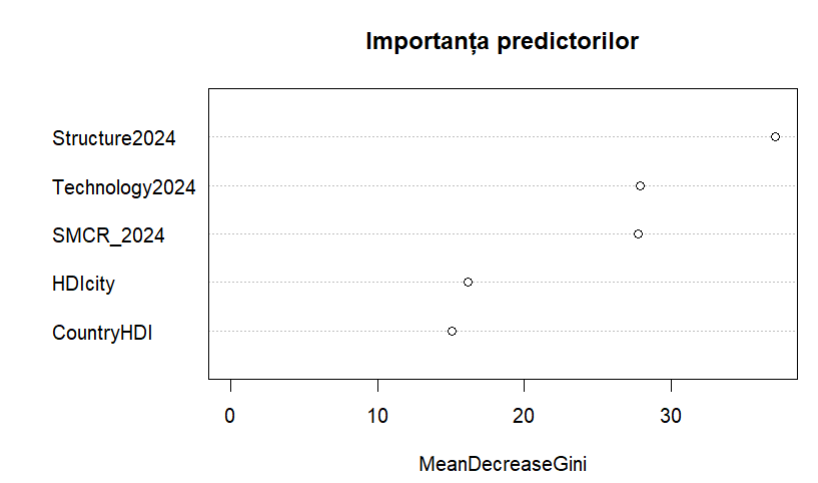 Importanța predictorilor
Structure2024
Technology2024
SMCR_2024
HDIcity
CountryHDI
0 10 20 30
MeanDecreaseGini